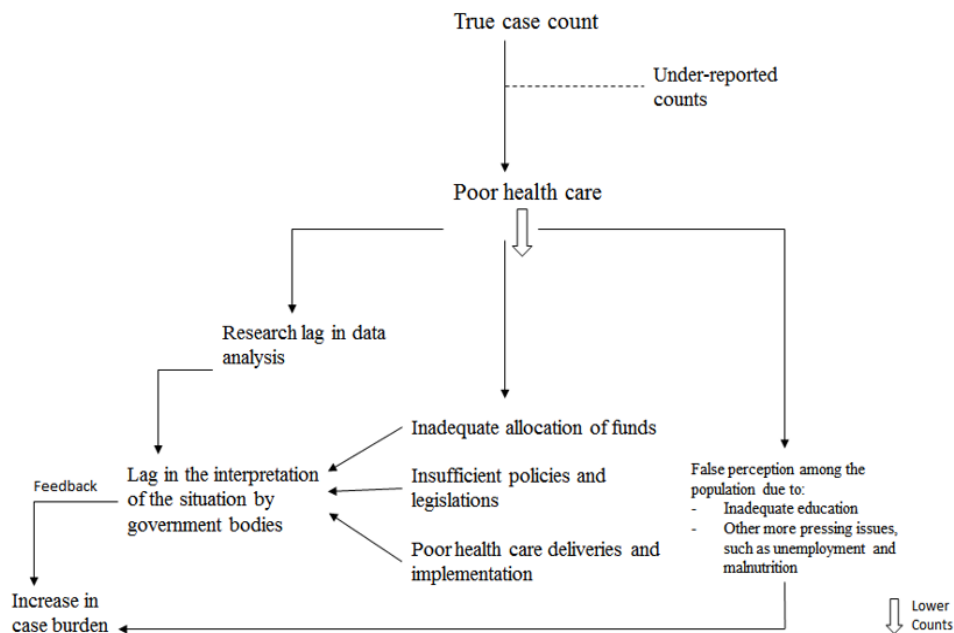 True case count
Under-reported
counts
Poor health care
Research lag in data
analysis
Inadequate allocation of funds
Lag in the interpretation
of the situation by
government bodies
Insufficient policies and
legislations
Poor health care deliveries and
implementation
False perception among the
population due to:
- Inadequate education
- Other more pressing issues,
such as unemployment and
malnutrition
Feedback
Increase in
case burden
Lower
Counts